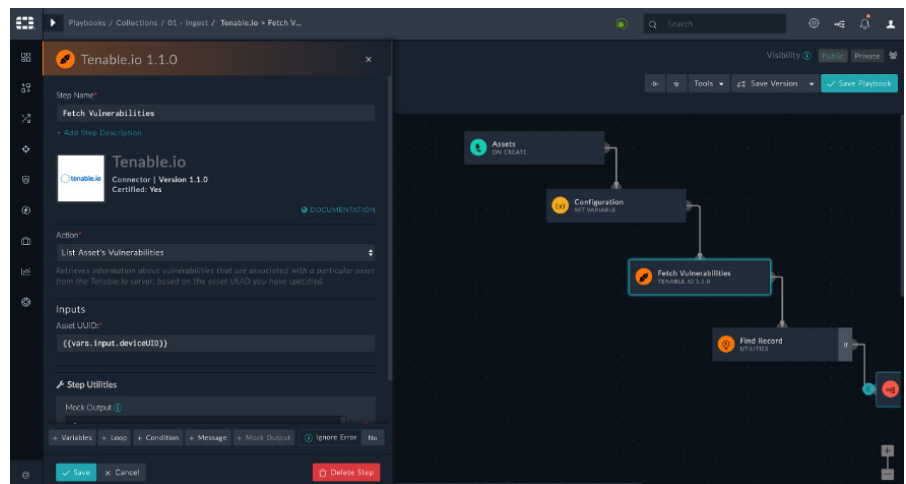 Playbooks / Collections / 01 - Ingest / Tenable.io > Fetch V...
Search
Tenable.io 1.1.0
×
Visibility
Public
Private
Tools
Save Version
Save Playbook
Step Name*
Fetch Vulnerabilities
+ Add Step Description
tenable.io
Tenable.io
Connector | Version 1.1.0
Certified: Yes
DOCUMENTATION
Action*
List Asset's Vulnerabilities
Retrieves information about vulnerabilities that are associated with a particular asset
from the Tenable.io server, based on the asset UUID you have specified.
Inputs
Asset UUID:*
{{vars.input.deviceUID}}
Step Utilities
Mock Output
+ Variables
+ Loop
+ Condition
+ Message
+ Mock Output
Ignore Error
No
Save
× Cancel
Delete Step
Assets
ON CREATE
Configuration
SET VARIABLE
Fetch Vulnerabilities
TENABLE.IO 1.1.0
Find Record
UTILITIES